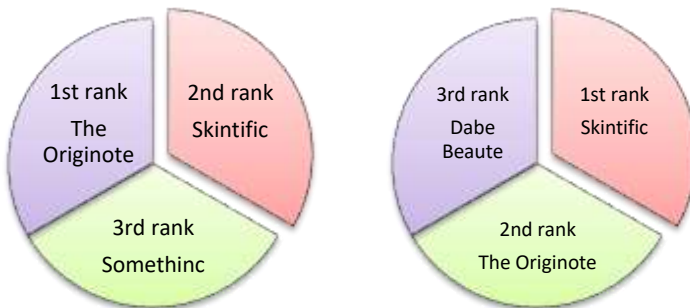 1st rank
The
Originote
2nd rank
Skintific
3rd rank
Somethinc
3rd rank
Dabe
Beaute
1st rank
Skintific
2nd rank
The Originote